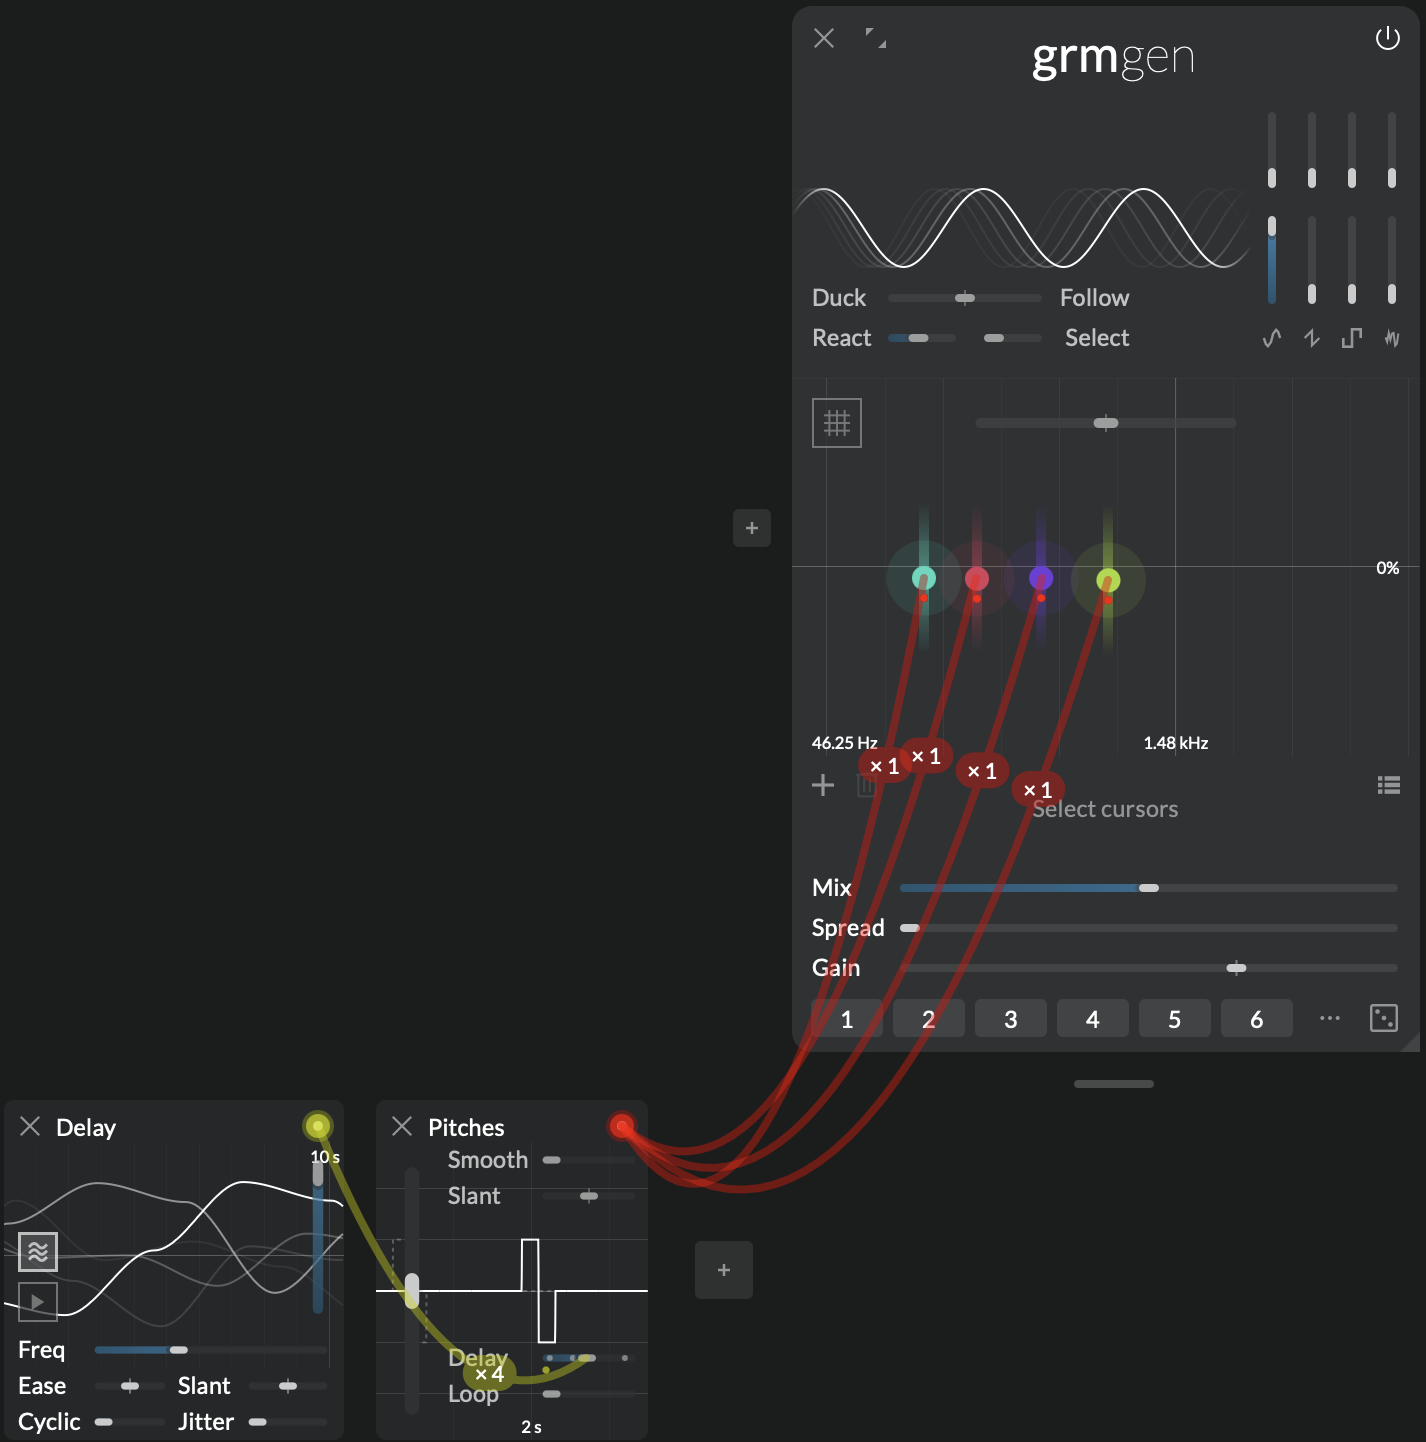 grmgen
Duck Follow
React Select
+
0%
46.25 Hz 1.48 kHz
× 1 × 1 × 1 × 1
Select cursors
Mix
Spread
Gain
1 2 3 4 5 6 ...
Delay
10 s
Freq
Ease Slant
Cyclic Jitter
Pitches
Smooth
Slant
Delay
× 4
Loop
2 s
+